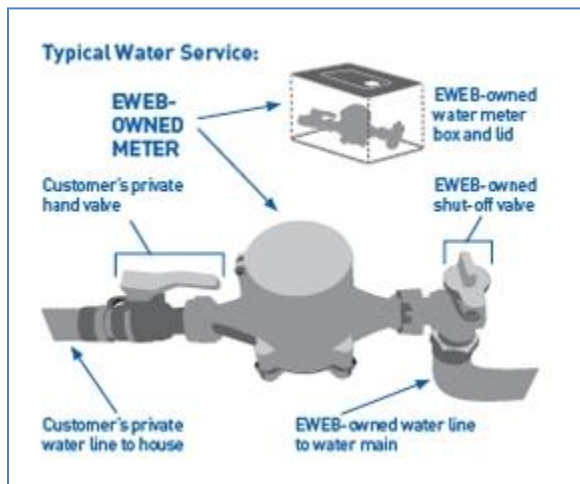 Typical Water Service:
EWEB-
OWNED
METER
EWEB-owned
water meter
box and lid
Customer's private
hand valve
EWEB-owned
shut-off valve
Customer's private
water line to house
EWEB-owned water line
to water main